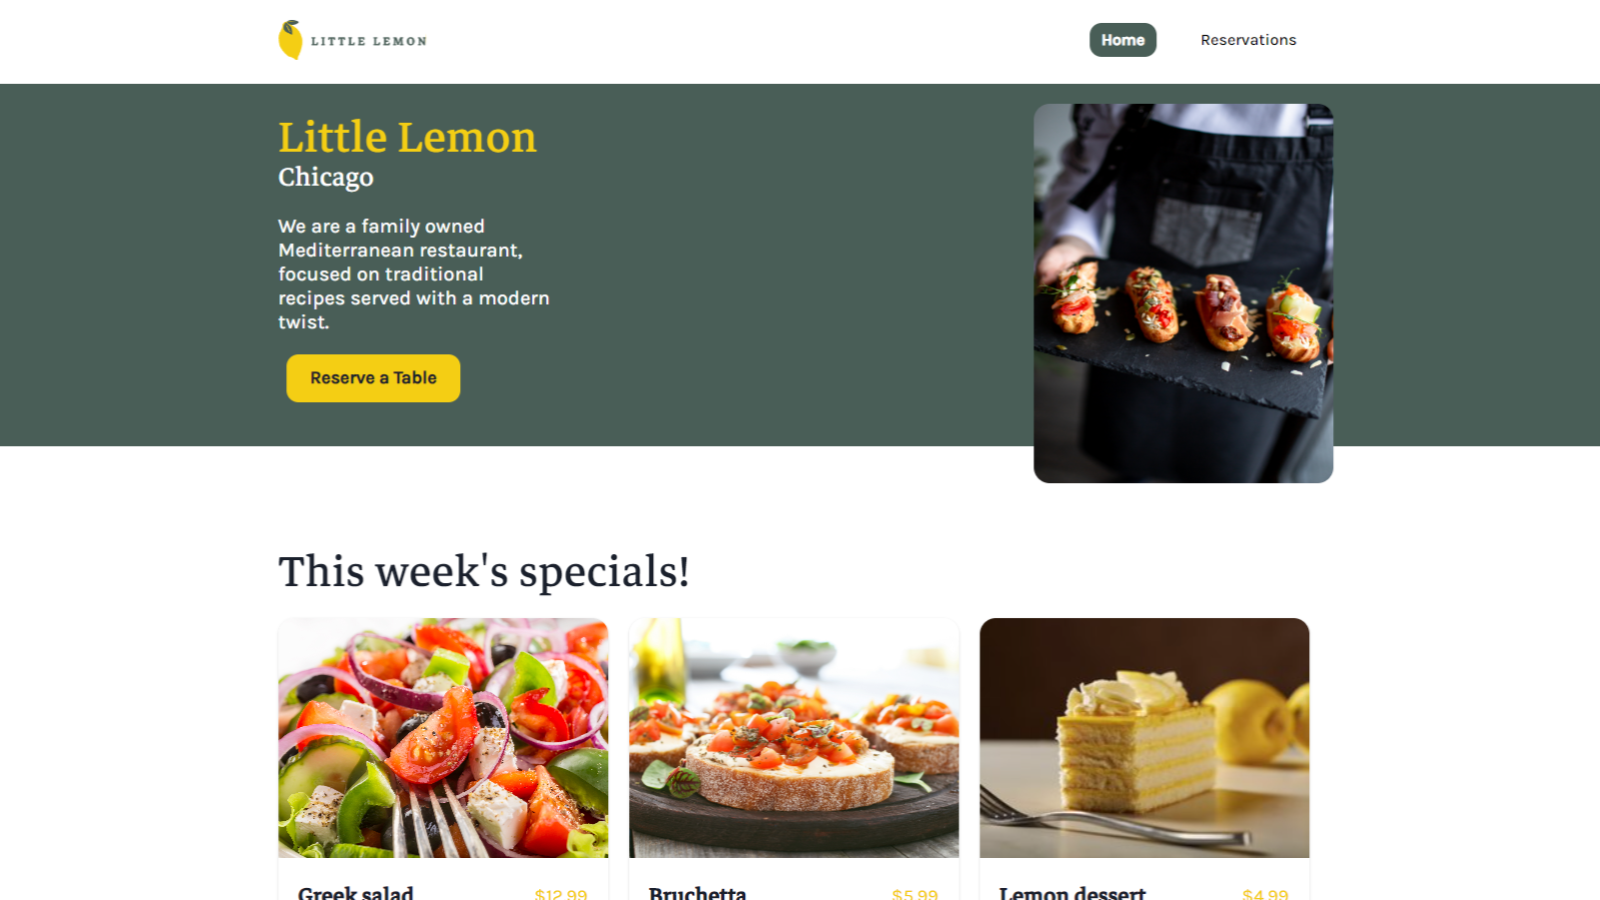 LITTLE LEMON
Home
Reservations
Little Lemon
Chicago
We are a family owned
Mediterranean restaurant,
focused on traditional
recipes served with a modern
twist.
Reserve a Table
This week's specials!
Greek salad
$12.99
Bruchetta
$5.99
Lemon dessert
$4.99